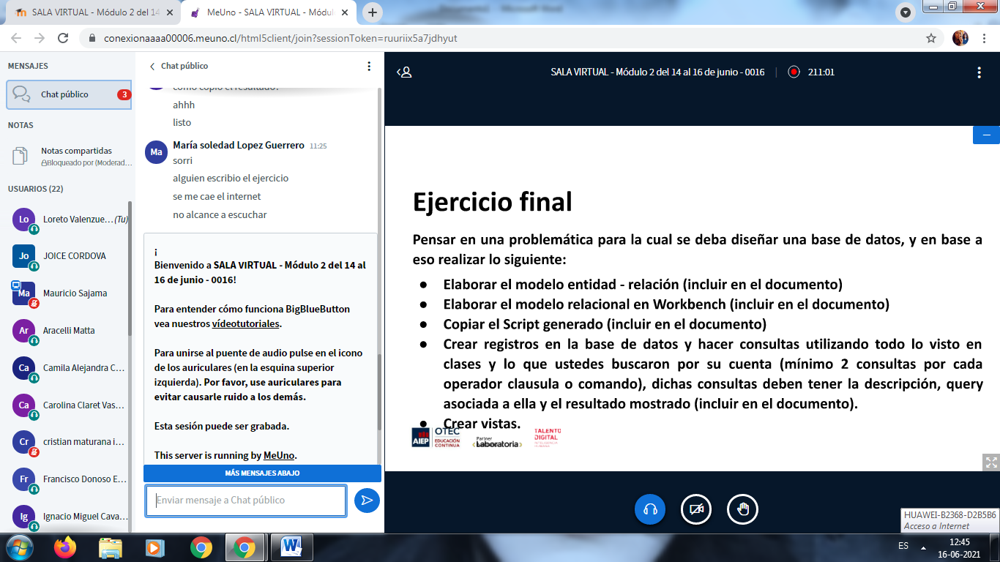 SALA VIRTUAL - Módulo 2 del 14
MeUno - SALA VIRTUAL - Módul
conexionaaaa00006.meuno.cl/html5client/join?sessionToken=ruuriix5a7jdhyut
MENSAJES
Chat público
3
NOTAS
Notas compartidas
Bloqueado por (Moderad...
USUARIOS (22)
Lo
Loreto Valenzue... (Tu)
Jo
JOICE CORDOVA
Ma
Mauricio Sajama
Ar
Aracelli Matta
Ca
Camila Alejandra C...
Ca
Carolina Claret Vas...
Cr
cristian maturana i...
Fr
Francisco Donoso E...
Ig
Ignacio Miguel Cava...
Chat público
como copio el resultado?
ahhh
listo
Ma
María soledad Lopez Guerrero 11:25
sorri
alguien escribio el ejercicio
se me cae el internet
no alcance a escuchar
¡
Bienvenido a SALA VIRTUAL - Módulo 2 del 14 al
16 de junio - 0016!
Para entender cómo funciona BigBlueButton
vea nuestros vídeotutoriales.
Para unirse al puente de audio pulse en el icono
de los auriculares (en la esquina superior
izquierda). Por favor, use auriculares para
evitar causarle ruido a los demás.
Esta sesión puede ser grabada.
This server is running by MeUno.
MÁS MENSAJES ABAJO
Enviar mensaje a Chat público
SALA VIRTUAL - Módulo 2 del 14 al 16 de junio - 0016 | 211:01
Ejercicio final
Pensar en una problemática para la cual se deba diseñar una base de datos, y en base a
eso realizar lo siguiente:
● Elaborar el modelo entidad - relación (incluir en el documento)
● Elaborar el modelo relacional en Workbench (incluir en el documento)
● Copiar el Script generado (incluir en el documento)
● Crear registros en la base de datos y hacer consultas utilizando todo lo visto en
clases y lo que ustedes buscaron por su cuenta (mínimo 2 consultas por cada
operador clausula o comando), dichas consultas deben tener la descripción, query
asociada a ella y el resultado mostrado (incluir en el documento).
● Crear vistas.
AIEP
OTEC
EDUCACIÓN
CONTINUA
Partner
Laboratoria
TALENTO
DIGITAL
HUAWEI-B2368-D2B5B6
Acceso a Internet
ES
12:45
16-06-2021